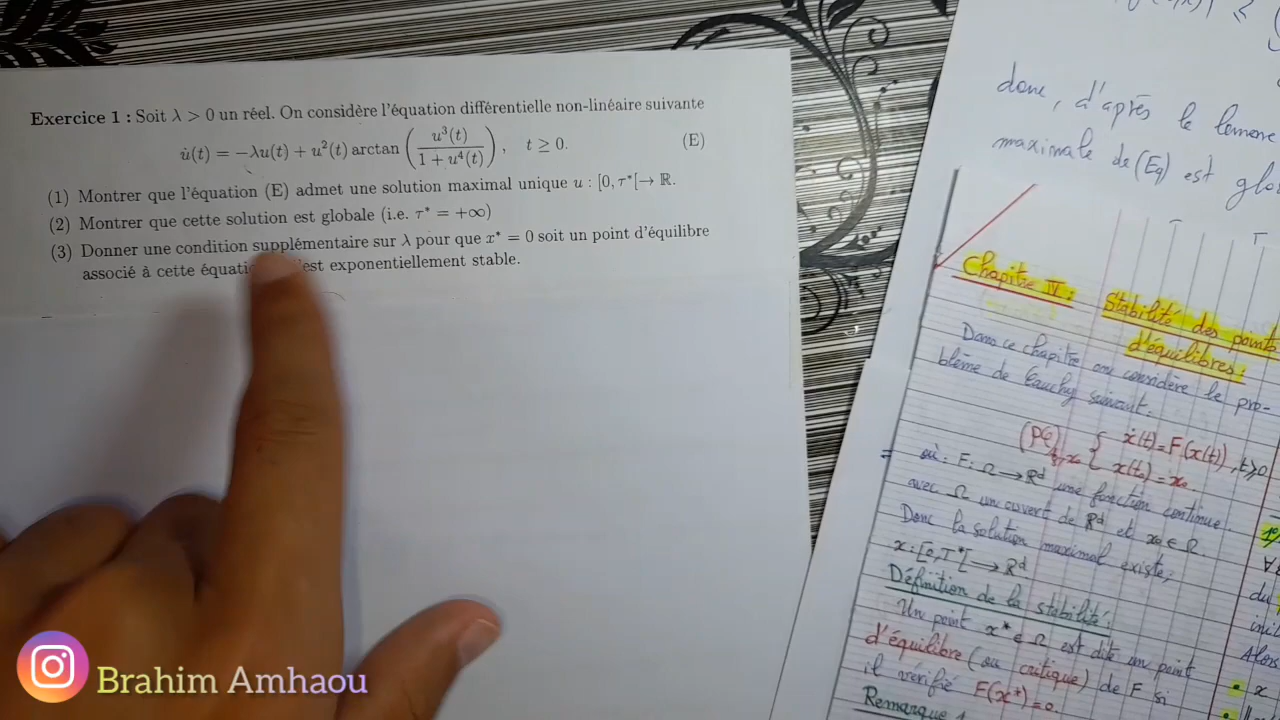 Exercice 1 : Soit λ > 0 un réel. On considère l'équation différentielle non-linéaire suivante
u̇(t) = −λu(t) + u²(t) arctan ( u³(t) / 1 + u⁴(t) ), t ≥ 0. (E)
(1) Montrer que l'équation (E) admet une solution maximal unique u : [0, τ*[→ ℝ.
(2) Montrer que cette solution est globale (i.e. τ* = +∞)
(3) Donner une condition supplémentaire sur λ pour que x* = 0 soit un point d'équilibre
associé à cette est exponentiellement stable.
donc, d'après le lemme
maximale de (Eq) est
Chapitre IV : Stabilité des points
d'équilibres :
Dans ce chapitre on considère le pro-
blème de Cauchy suivant.
{ ẋ(t) = F(x(t)), t ≥ 0
x(t₀) = x₀.
où : F : Ω → ℝᵈ une fonction continue
avec Ω un ouvert de ℝᵈ et x₀ ∈ Ω.
Donc la solution maximal existe,
x : [0, T*[ → ℝᵈ.
Définition de la stabilité :
Un point x* ∈ Ω est dite un point
d'équilibre (ou critique) de F si
il vérifié F(x*) = 0.
Remarque 1
Brahim Amhaou